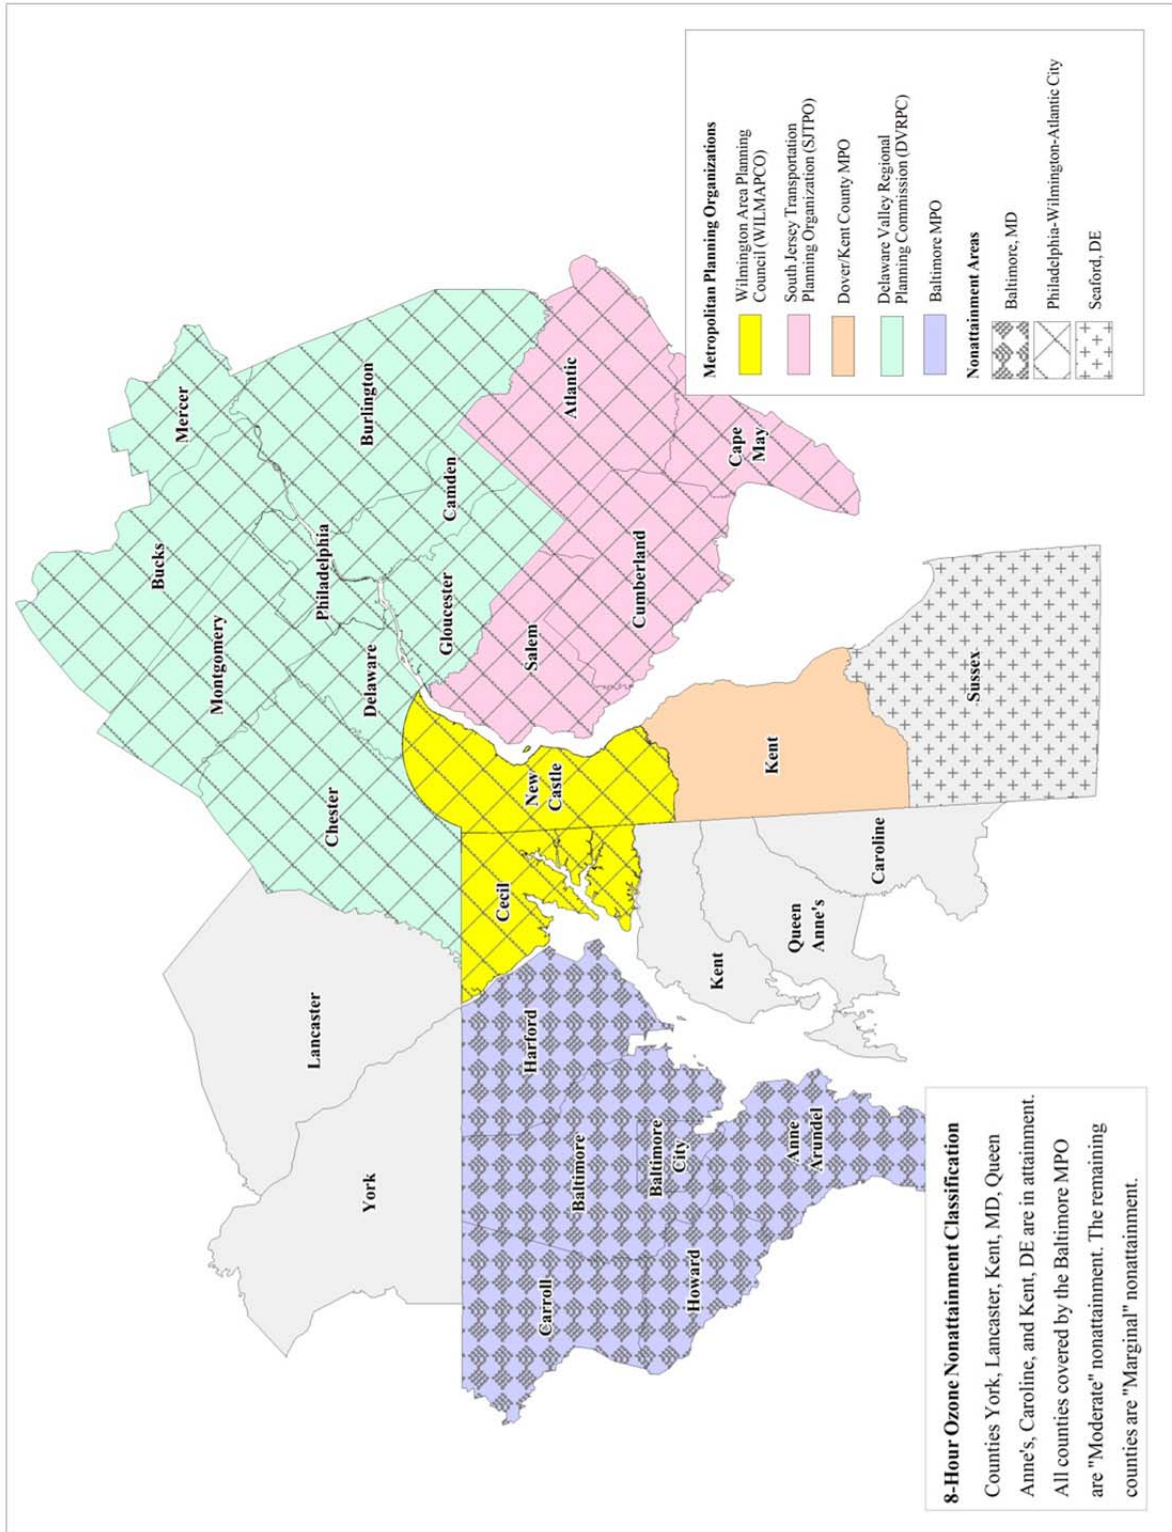 Mercer
Bucks
Burlington
Montgomery
Philadelphia
Camden
Atlantic
Delaware
Gloucester
Cape
May
Chester
Salem
Cumberland
New
Castle
Lancaster
Cecil
Kent
Sussex
York
Harford
Caroline
Queen
Anne's
Kent
Baltimore
Baltimore
City
Anne
Arundel
Carroll
Howard
Metropolitan Planning Organizations
Wilmington Area Planning
Council (WILMAPCO)
South Jersey Transportation
Planning Organization (SJTPO)
Dover/Kent County MPO
Delaware Valley Regional
Planning Commission (DVRPC)
Baltimore MPO
Nonattainment Areas
Baltimore, MD
Philadelphia-Wilmington-Atlantic City
Seaford, DE
8-Hour Ozone Nonattainment Classification
Counties York, Lancaster, Kent, MD, Queen
Anne's, Caroline, and Kent, DE are in attainment.
All counties covered by the Baltimore MPO
are "Moderate" nonattainment. The remaining
counties are "Marginal" nonattainment.